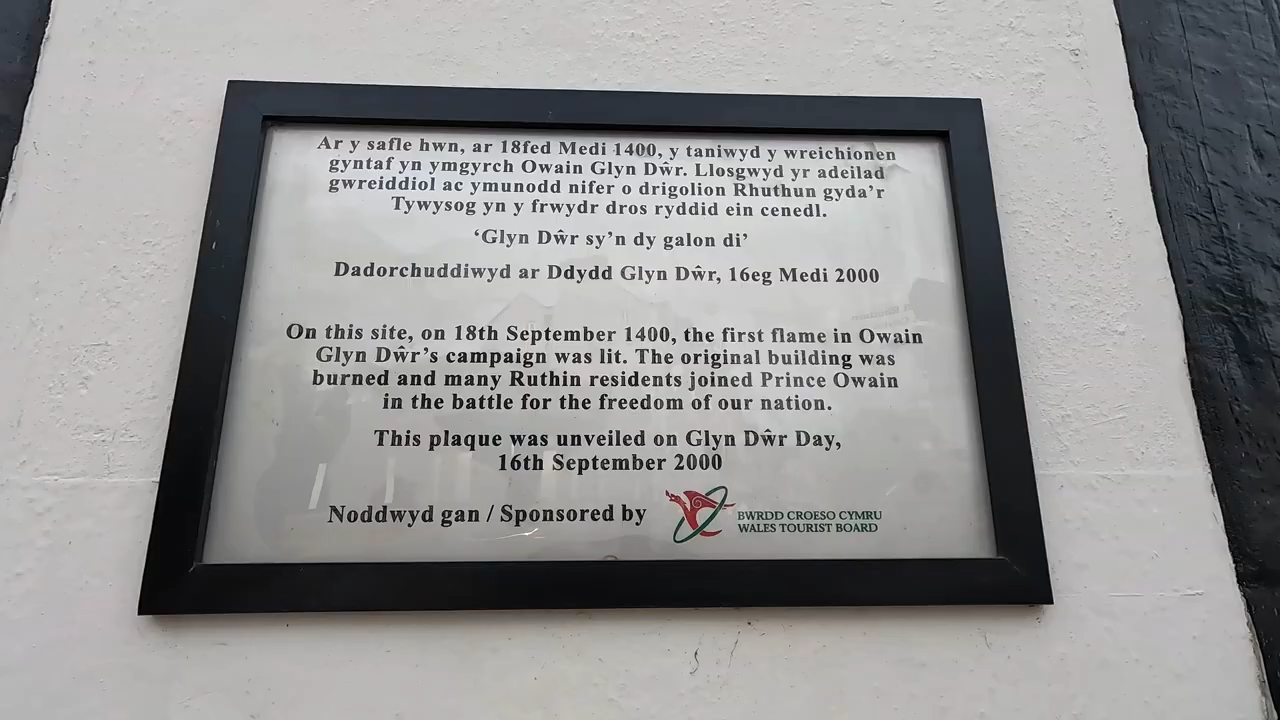 Ar y safle hwn, ar 18fed Medi 1400, y taniwyd y wreichionen
gyntaf yn ymgyrch Owain Glyn Dŵr. Llosgwyd yr adeilad
gwreiddiol ac ymunodd nifer o drigolion Rhuthun gyda'r
Tywysog yn y frwydr dros ryddid ein cenedl.
'Glyn Dŵr sy'n dy galon di'
Dadorchuddiwyd ar Ddydd Glyn Dŵr, 16eg Medi 2000
On this site, on 18th September 1400, the first flame in Owain
Glyn Dŵr's campaign was lit. The original building was
burned and many Ruthin residents joined Prince Owain
in the battle for the freedom of our nation.
This plaque was unveiled on Glyn Dŵr Day,
16th September 2000
Noddwyd gan / Sponsored by
BWRDD CROESO CYMRU
WALES TOURIST BOARD